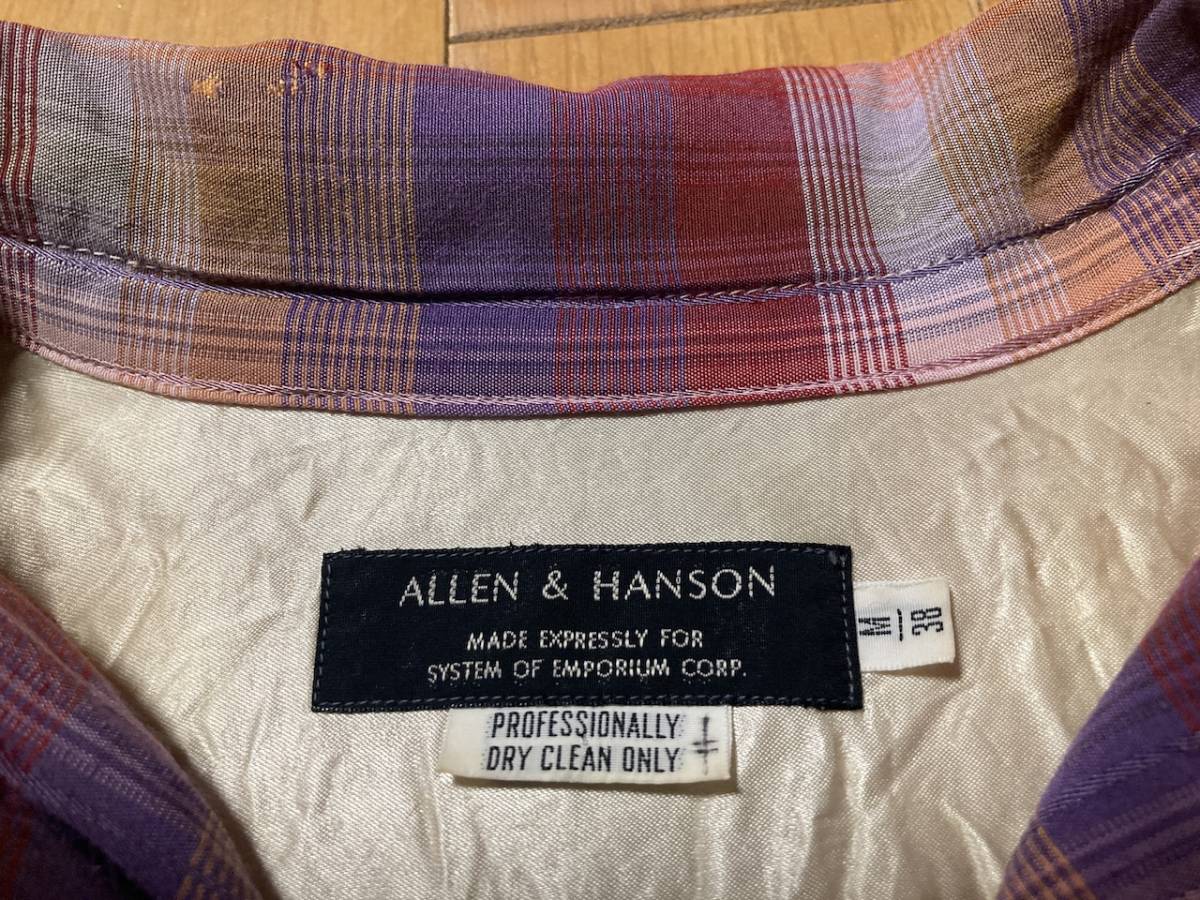 ALLEN & HANSON
MADE EXPRESSLY FOR
SYSTEM OF EMPORIUM CORP.
M
38
PROFESSIONALLY
DRY CLEAN ONLY